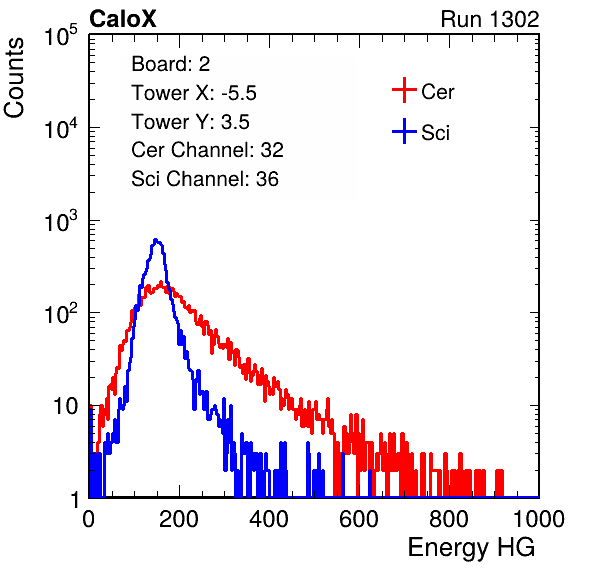 CaloX Run 1302
Counts
10^5
10^4
10^3
10^2
10
1
Board: 2
Tower X: -5.5
Tower Y: 3.5
Cer Channel: 32
Sci Channel: 36
Cer
Sci
0 200 400 600 800 1000
Energy HG